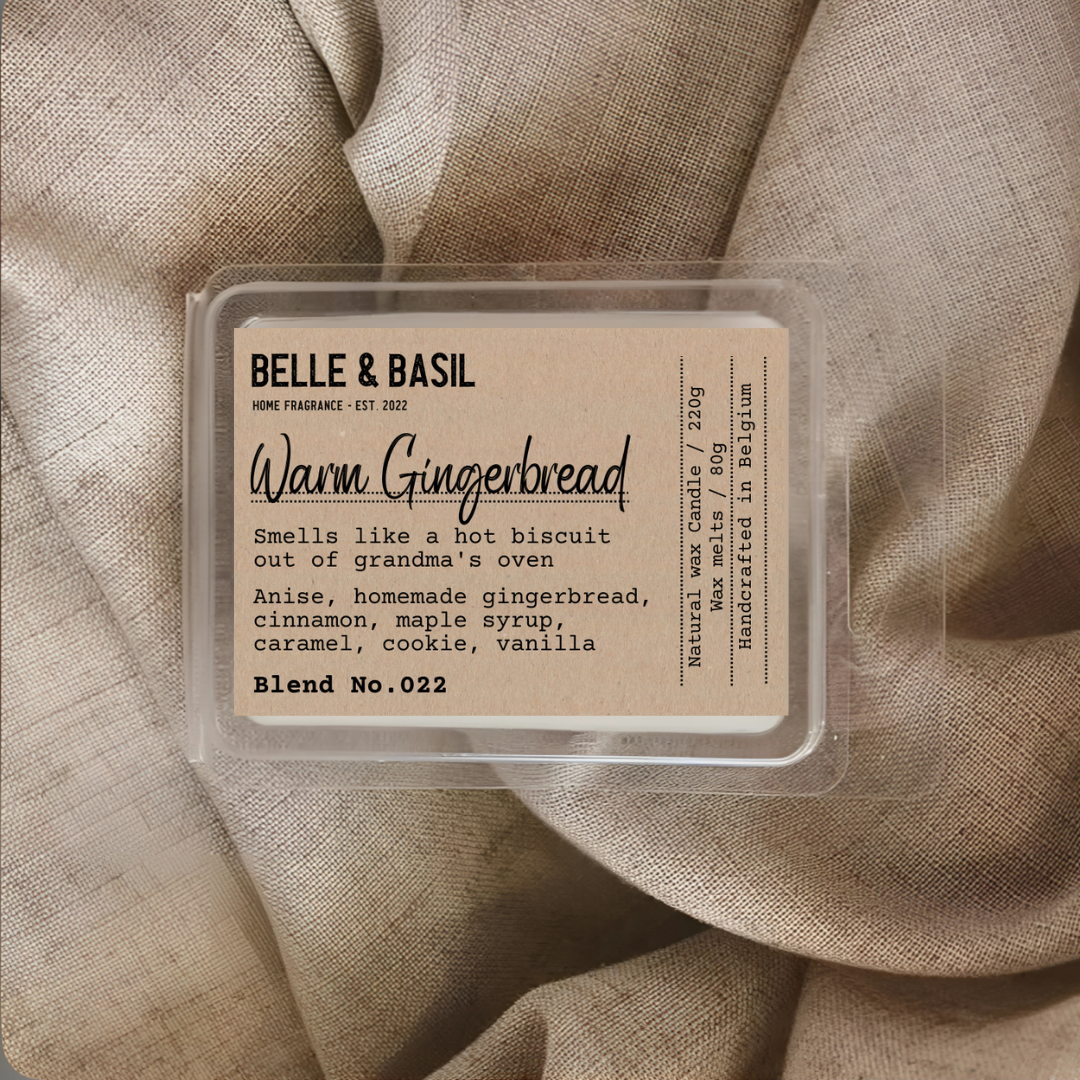 BELLE & BASIL
HOME FRAGRANCE - EST. 2022
Warm Gingerbread
Smells like a hot biscuit
out of grandma's oven
Anise, homemade gingerbread,
cinnamon, maple syrup,
caramel, cookie, vanilla
Blend No.022
Natural wax Candle / 220g
Wax melts / 80g
Handcrafted in Belgium